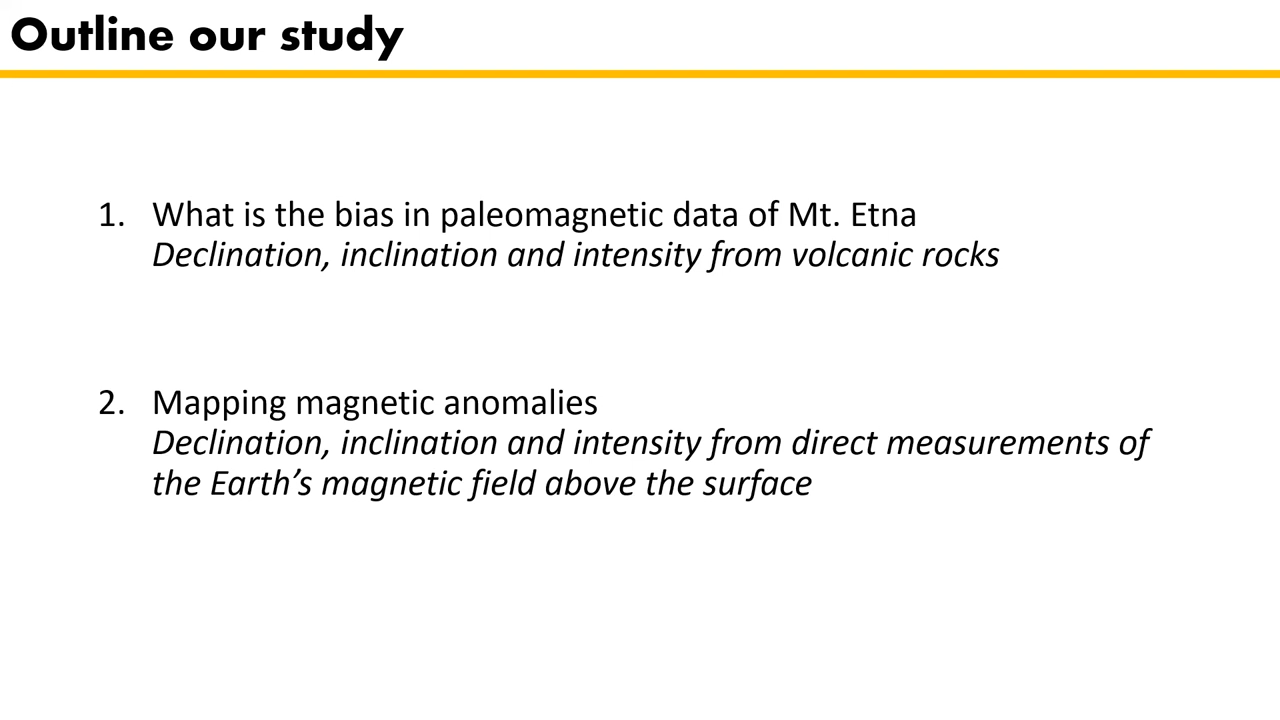 Outline our study
1. What is the bias in paleomagnetic data of Mt. Etna
Declination, inclination and intensity from volcanic rocks
2. Mapping magnetic anomalies
Declination, inclination and intensity from direct measurements of
the Earth’s magnetic field above the surface